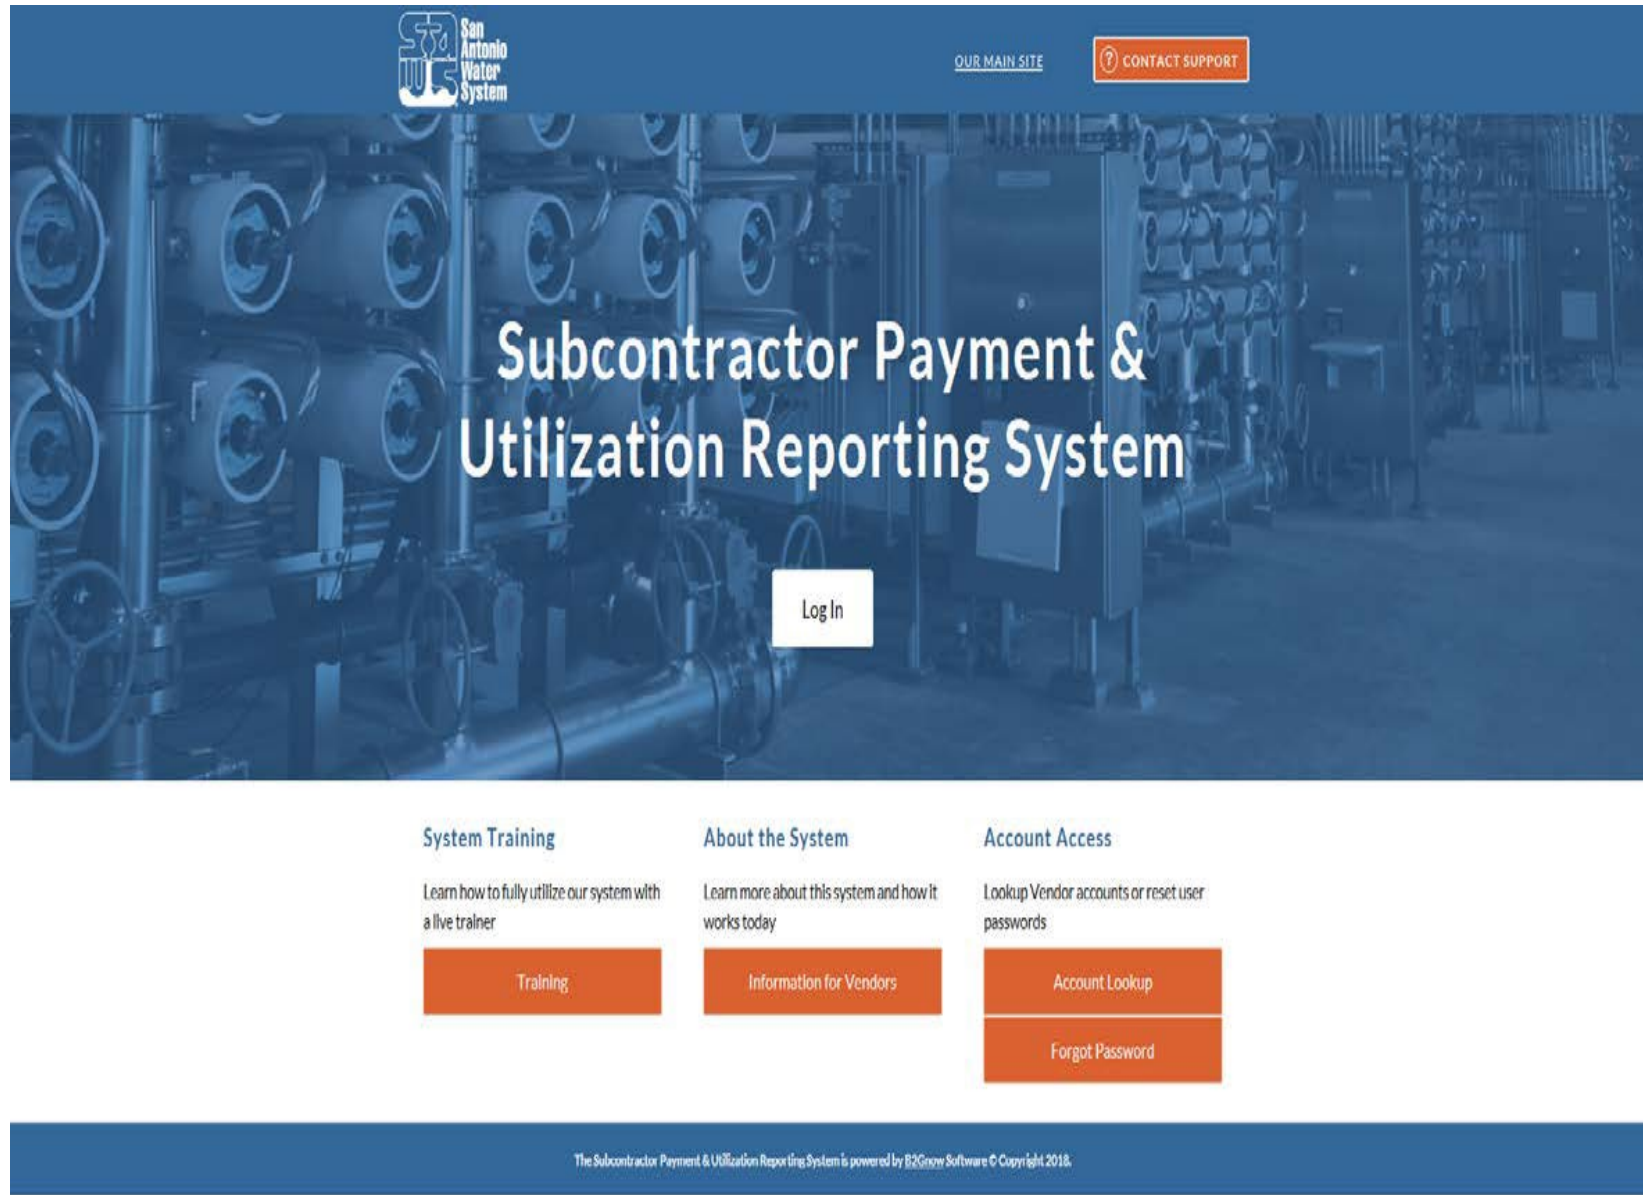 SAWS
San
Antonio
Water
System
OUR MAIN SITE
? CONTACT SUPPORT
Subcontractor Payment &
Utilization Reporting System
Log In
System Training
Learn how to fully utilize our system with
a live trainer
Training
About the System
Learn more about this system and how it
works today
Information for Vendors
Account Access
Lookup Vendor accounts or reset user
passwords
Account Lookup
Forgot Password
The Subcontractor Payment & Utilization Reporting System is powered by B2Gnow Software © Copyright 2018.